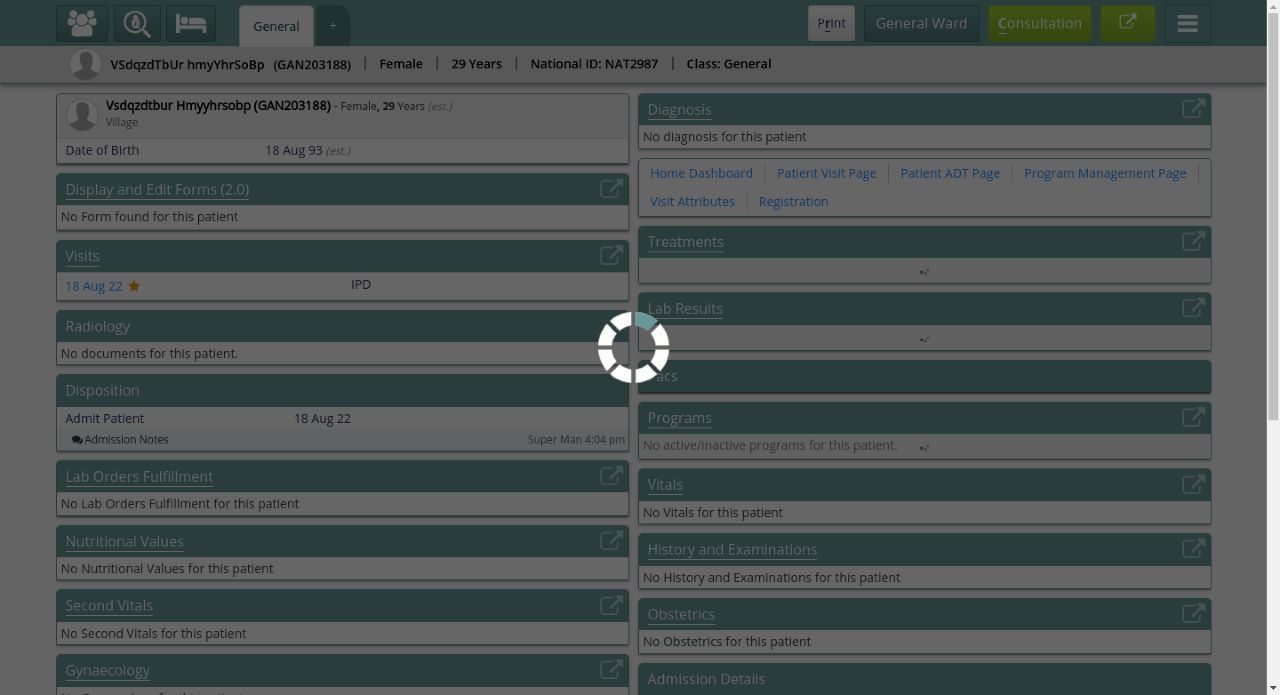 General
+
Print
General Ward
Consultation
VSdqzdTbUr hmyYhrSoBp (GAN203188) | Female | 29 Years | National ID: NAT2987 | Class: General
Vsdqzdtbur Hmyyhrsobp (GAN203188) - Female, 29 Years (est.)
Village
Date of Birth 18 Aug 93 (est.)
Display and Edit Forms (2.0)
No Form found for this patient
Visits
18 Aug 22 IPD
Radiology
No documents for this patient.
Disposition
Admit Patient 18 Aug 22
Admission Notes Super Man 4:04 pm
Lab Orders Fulfillment
No Lab Orders Fulfillment for this patient
Nutritional Values
No Nutritional Values for this patient
Second Vitals
No Second Vitals for this patient
Gynaecology
Diagnosis
No diagnosis for this patient
Home Dashboard | Patient Visit Page | Patient ADT Page | Program Management Page
Visit Attributes | Registration
Treatments
Lab Results
Programs
No active/Inactive programs for this patient.
Vitals
No Vitals for this patient
History and Examinations
No History and Examinations for this patient
Obstetrics
No Obstetrics for this patient
Admission Details